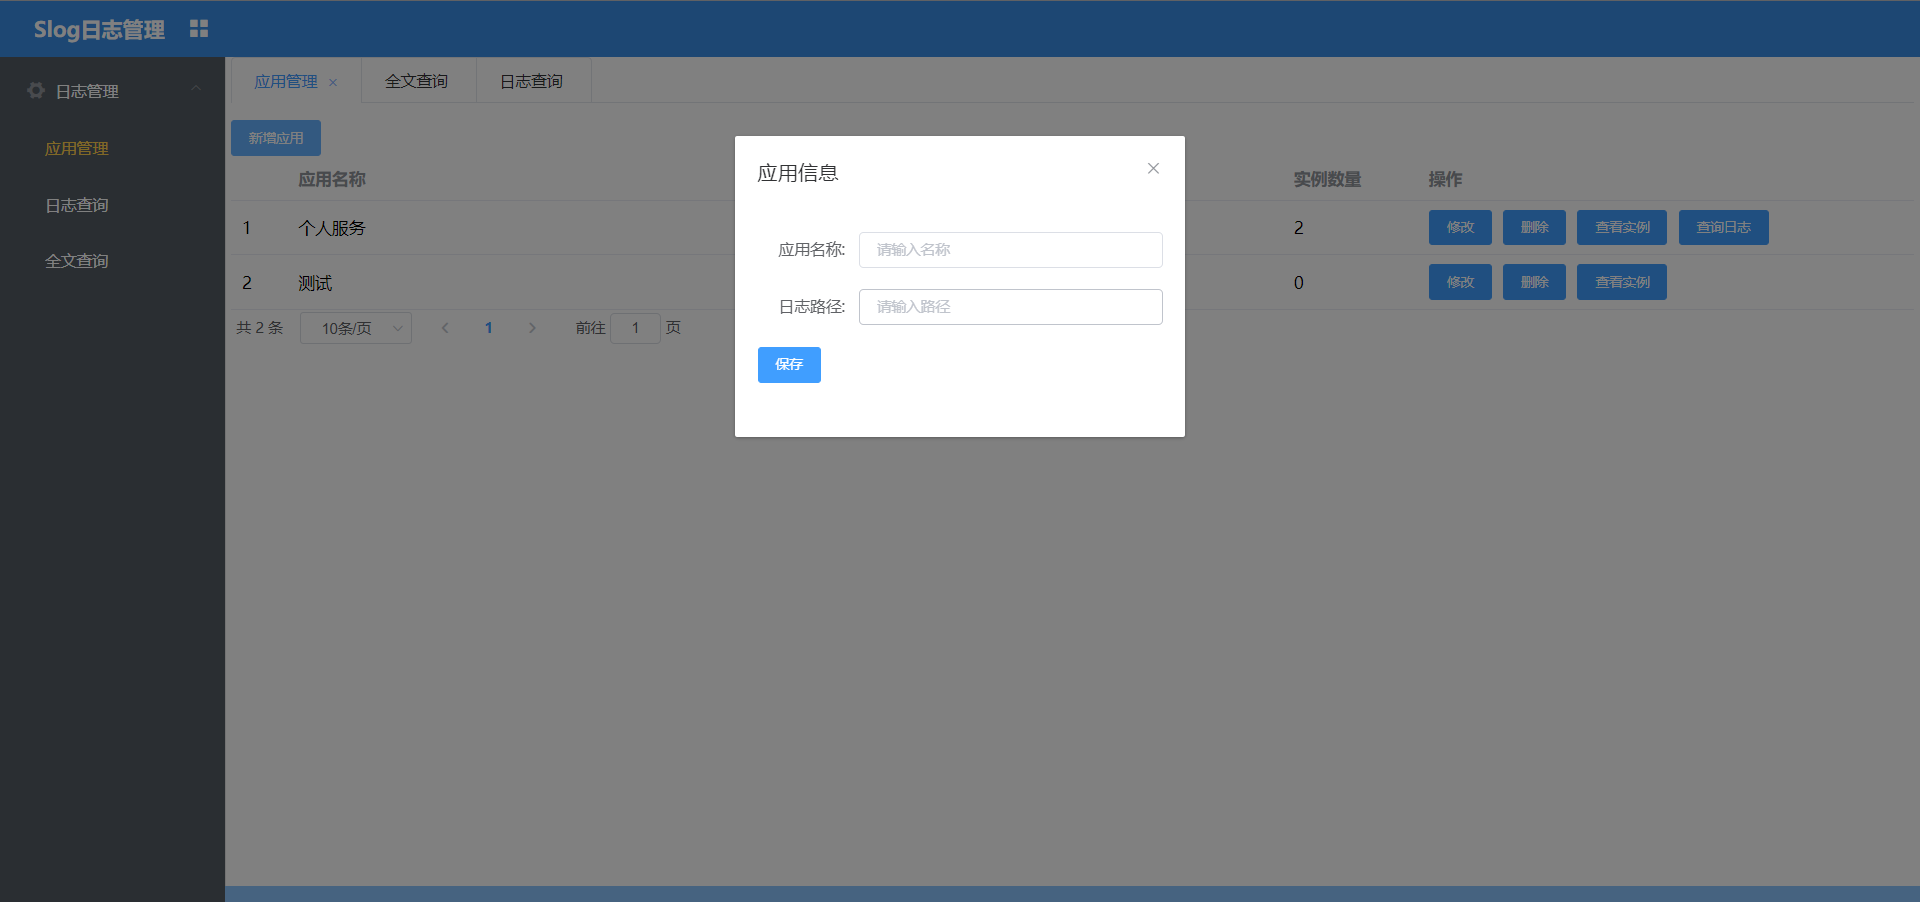 Slog日志管理
日志管理
应用管理
日志查询
全文查询
应用管理 全文查询 日志查询
新增应用
应用名称 实例数量 操作
1 个人服务 2 修改 删除 查看实例 查询日志
2 测试 0 修改 删除 查看实例
共 2 条 10条/页 1 前往 1 页
应用信息
应用名称: 请输入名称
日志路径: 请输入路径
保存